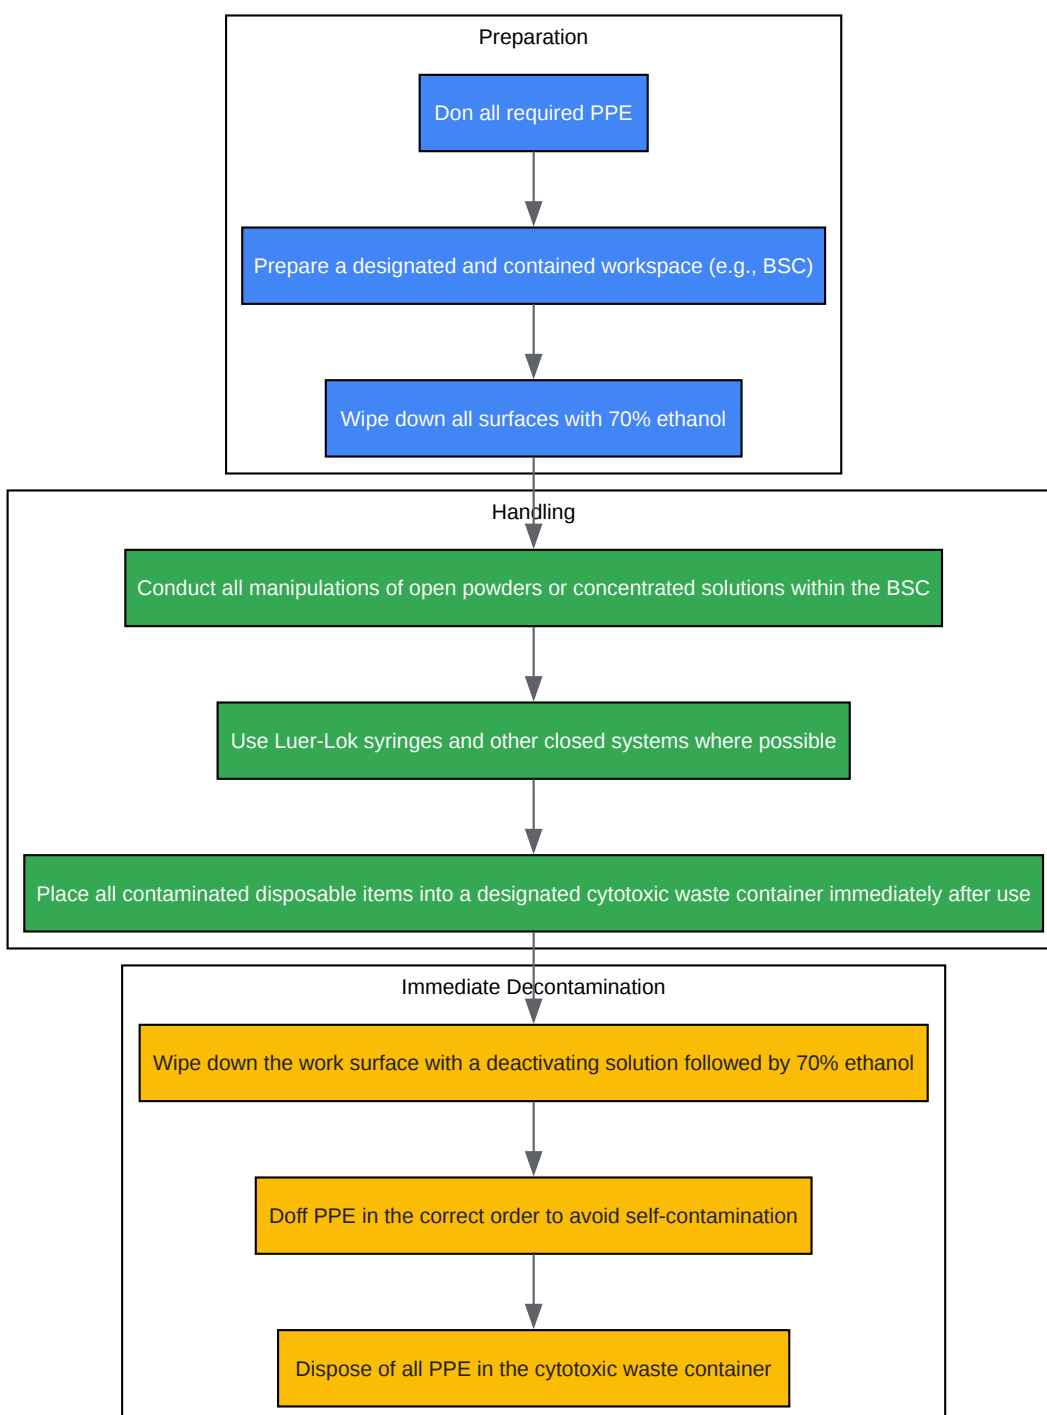 Preparation
Don all required PPE
Prepare a designated and contained workspace (e.g., BSC)
Wipe down all surfaces with 70% ethanol
Handling
Conduct all manipulations of open powders or concentrated solutions within the BSC
Use Luer-Lok syringes and other closed systems where possible
Place all contaminated disposable items into a designated cytotoxic waste container immediately after use
Immediate Decontamination
Wipe down the work surface with a deactivating solution followed by 70% ethanol
Doff PPE in the correct order to avoid self-contamination
Dispose of all PPE in the cytotoxic waste container